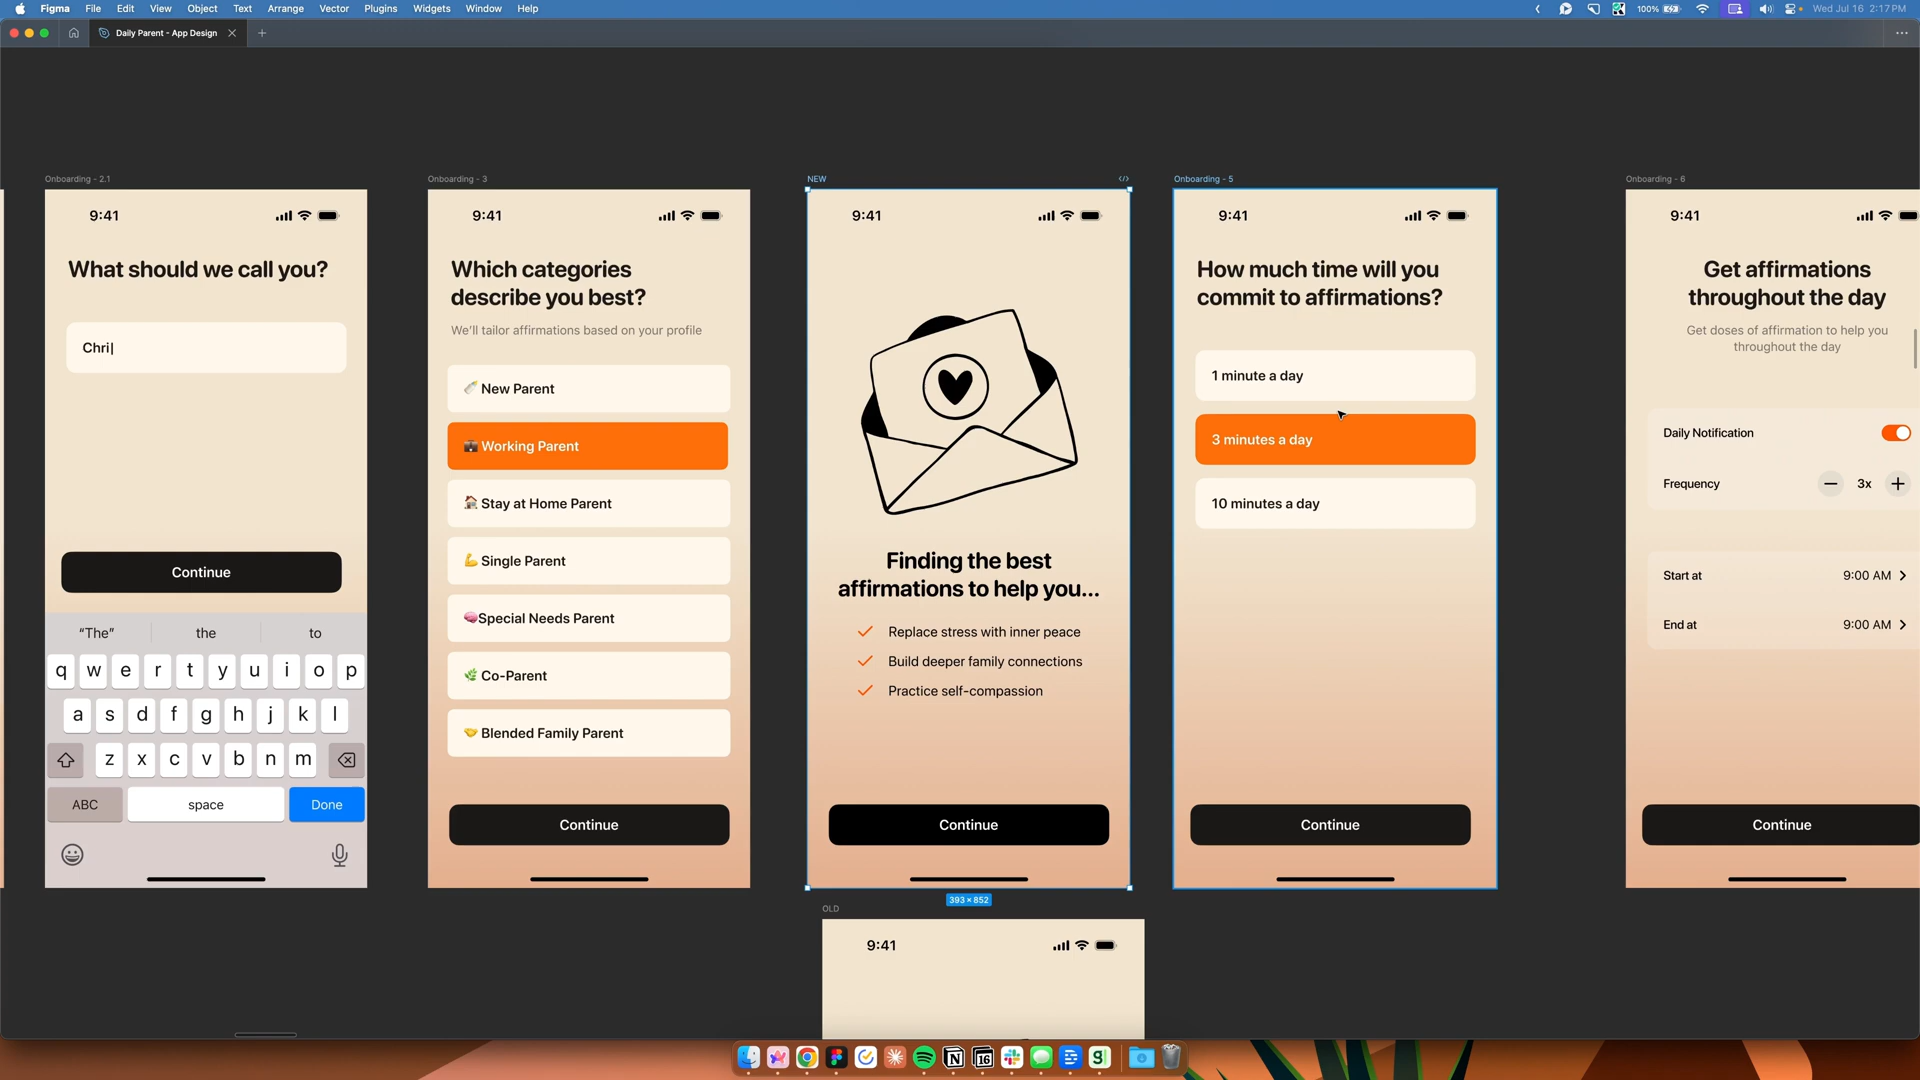 Figma File Edit View Object Text Arrange Vector Plugins Widgets Window Help
100% Wed Jul 16 2:17 PM
Daily Parent - App Design
Onboarding - 2.1
9:41
What should we call you?
Chri
Continue
“The” the to
q w e r t y u i o p
a s d f g h j k l
z x c v b n m
ABC space Done
Onboarding - 3
9:41
Which categories
describe you best?
We'll tailor affirmations based on your profile
New Parent
Working Parent
Stay at Home Parent
Single Parent
Special Needs Parent
Co-Parent
Blended Family Parent
Continue
NEW
9:41
Finding the best
affirmations to help you...
Replace stress with inner peace
Build deeper family connections
Practice self-compassion
Continue
393 × 852
OLD
9:41
Onboarding - 5
9:41
How much time will you
commit to affirmations?
1 minute a day
3 minutes a day
10 minutes a day
Continue
Onboarding - 6
9:41
Get affirmations
throughout the day
Get doses of affirmation to help you
throughout the day
Daily Notification
Frequency 3x
Start at 9:00 AM
End at 9:00 AM
Continue
16